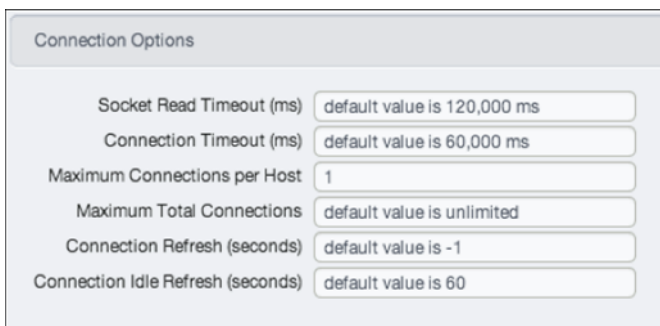 Connection Options
Socket Read Timeout (ms) default value is 120,000 ms
Connection Timeout (ms) default value is 60,000 ms
Maximum Connections per Host 1
Maximum Total Connections default value is unlimited
Connection Refresh (seconds) default value is -1
Connection Idle Refresh (seconds) default value is 60